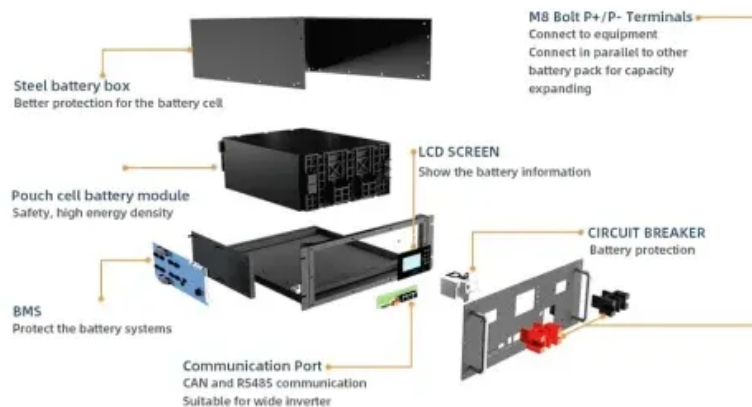 M8 Bolt P+/P- Terminals
Connect to equipment
Connect in parallel to other
battery pack for capacity
expanding
Steel battery box
Better protection for the battery cell
LCD SCREEN
Show the battery information
Pouch cell battery module
Safety, high energy density
CIRCUIT BREAKER
Battery protection
BMS
Protect the battery systems
Communication Port
CAN and RS485 communication
Suitable for wide inverter